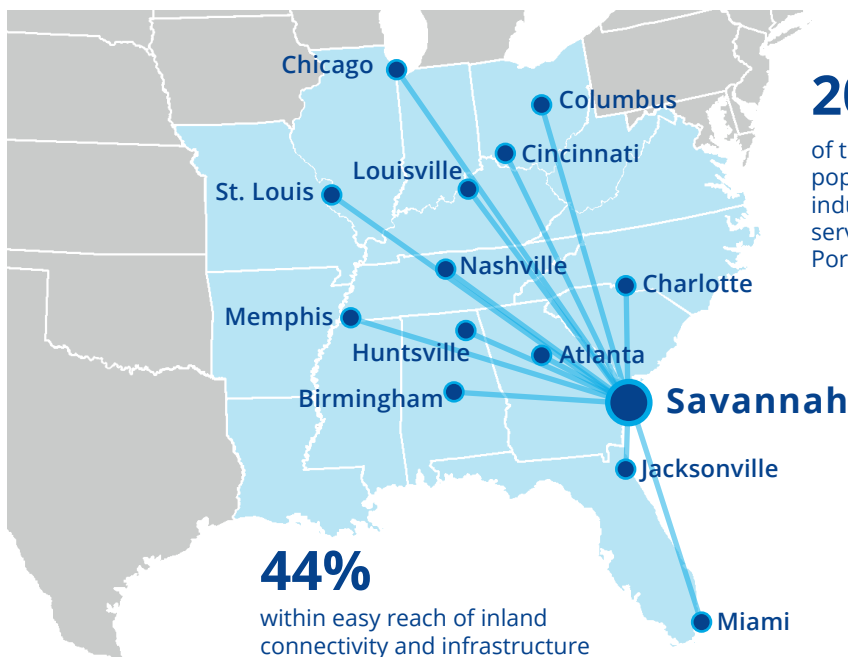 Chicago
Columbus
Cincinnati
Louisville
St. Louis
Nashville
Charlotte
Memphis
Huntsville
Atlanta
Birmingham
Savannah
Jacksonville
44%
within easy reach of inland
connectivity and infrastructure
Miami
of t